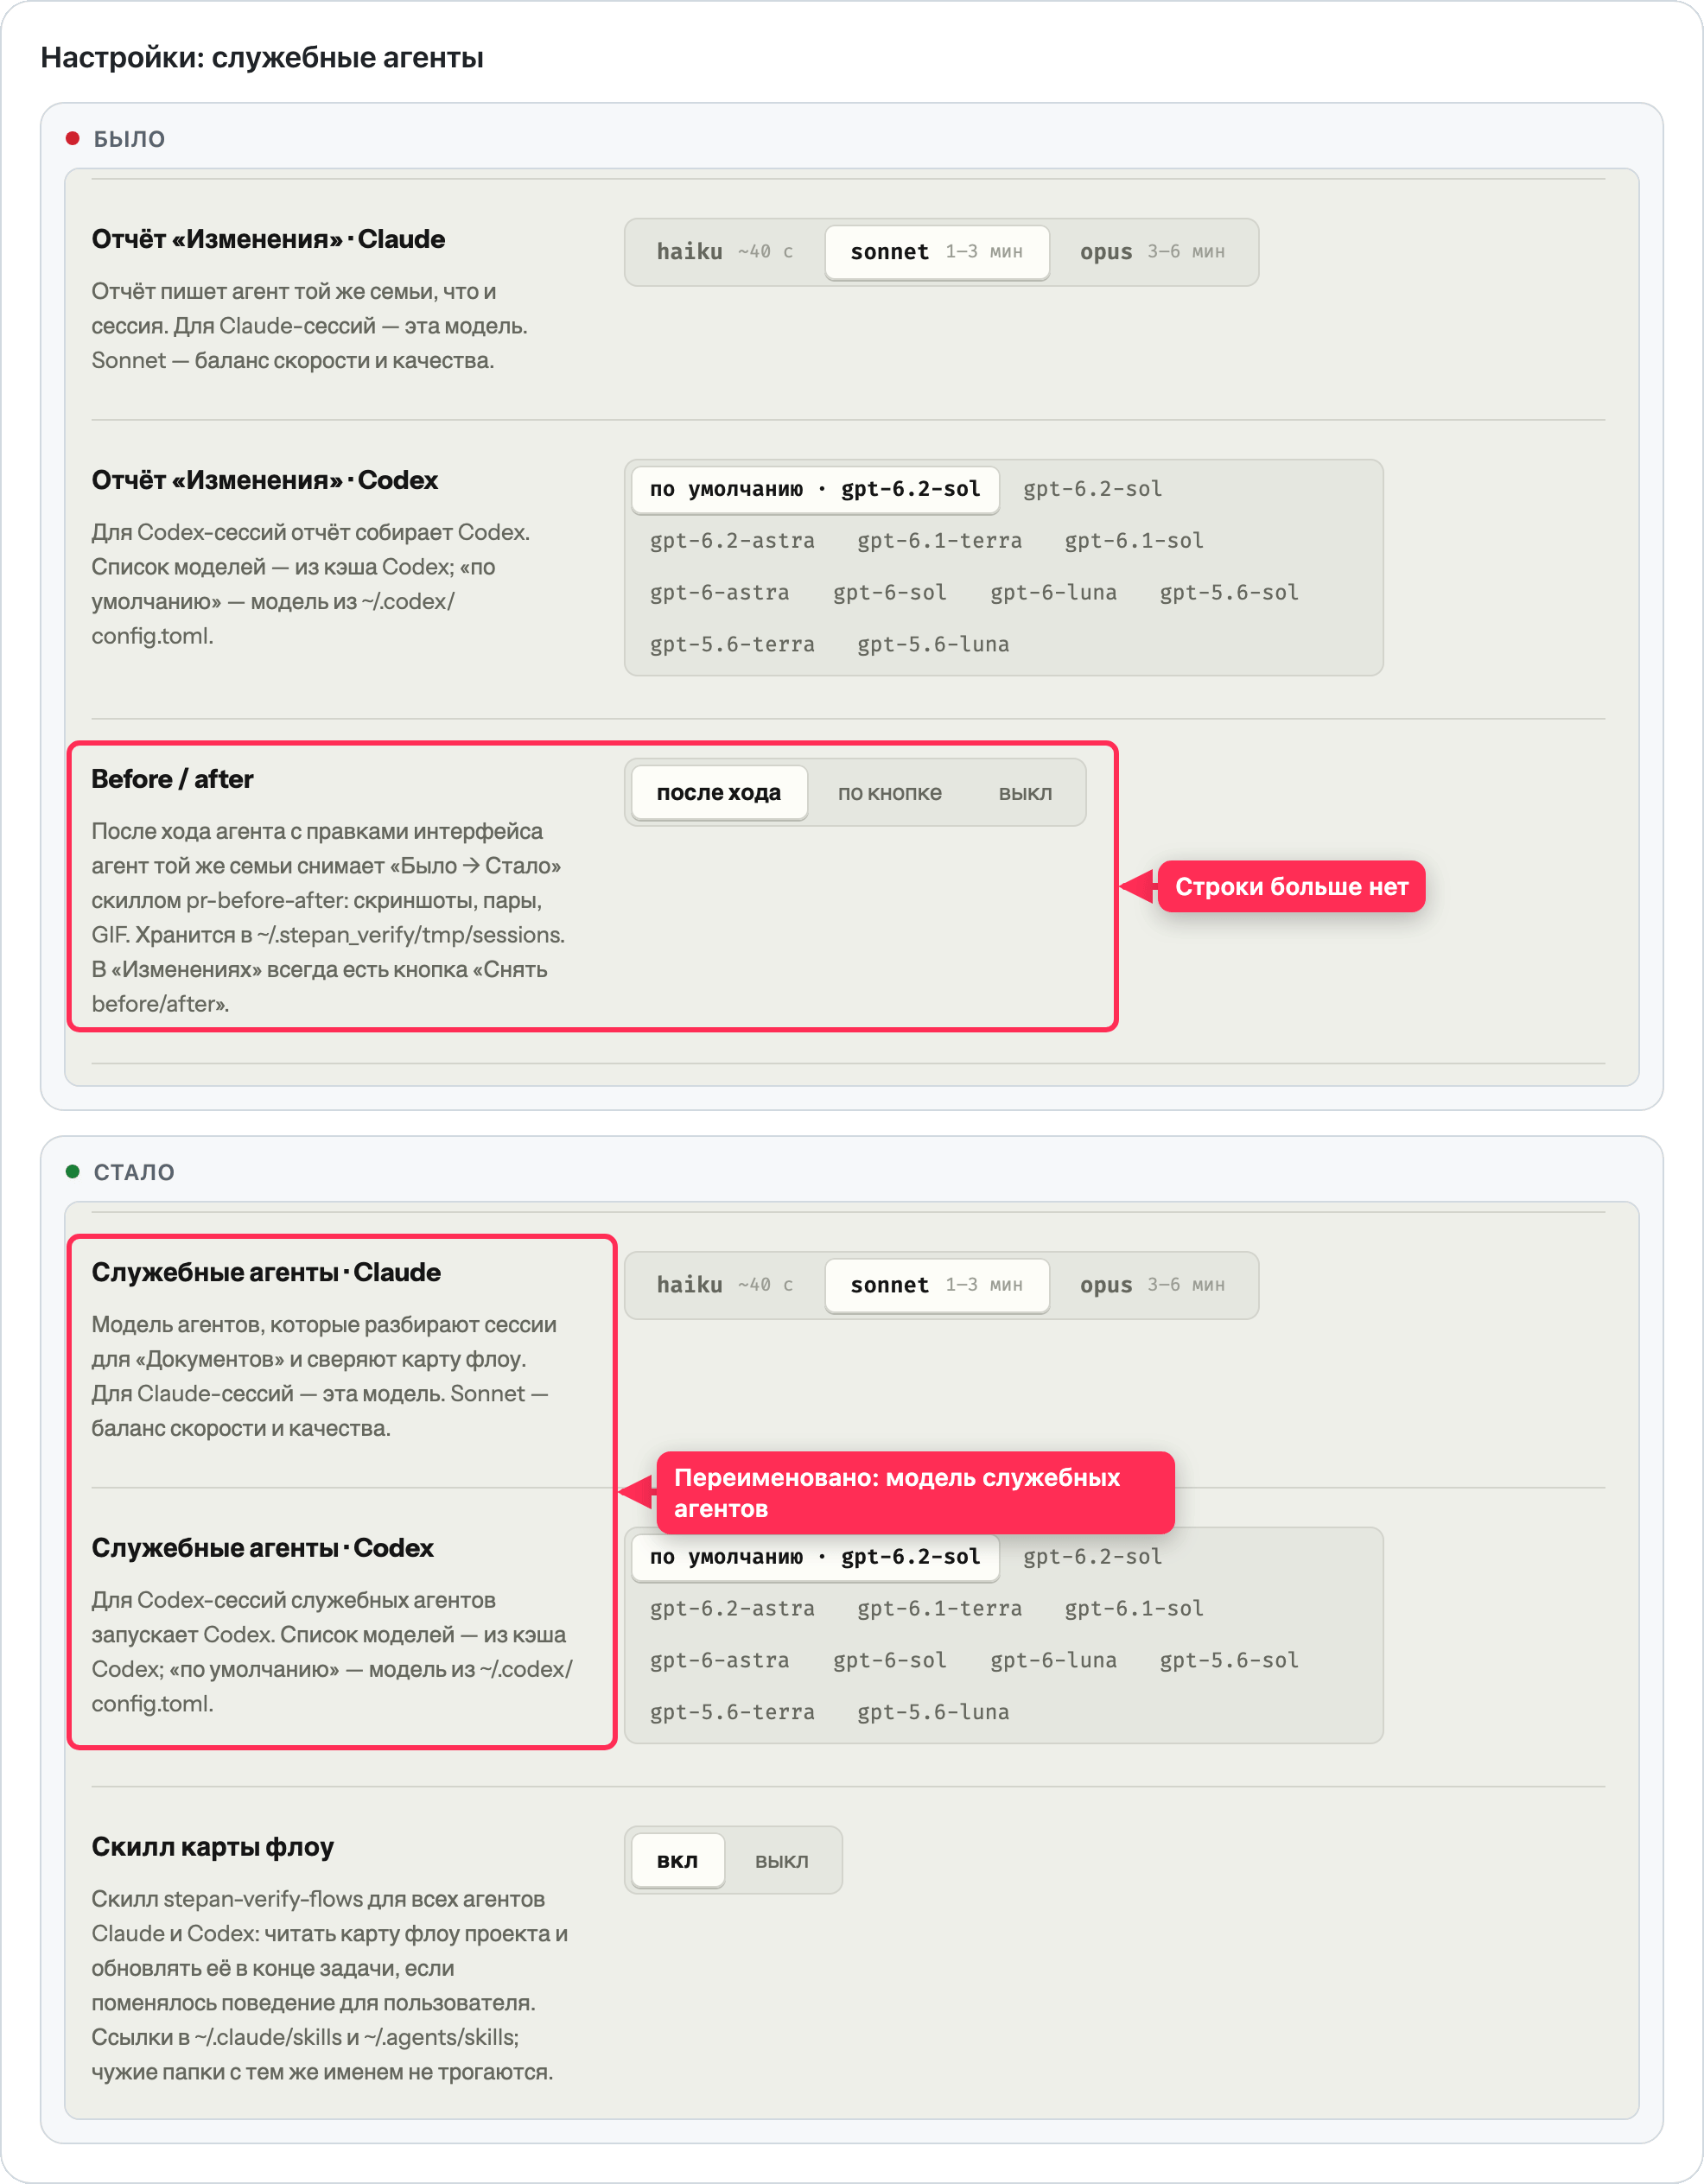 Настройки: служебные агенты
БЫЛО
Отчёт «Изменения» · Claude
haiku ~40 с sonnet 1–3 мин opus 3–6 мин
Отчёт пишет агент той же семьи, что и
сессия. Для Claude-сессий — эта модель.
Sonnet — баланс скорости и качества.
Отчёт «Изменения» · Codex
по умолчанию · gpt-6.2-sol gpt-6.2-sol
gpt-6.2-astra gpt-6.1-terra gpt-6.1-sol
gpt-6-astra gpt-6-sol gpt-6-luna gpt-5.6-sol
gpt-5.6-terra gpt-5.6-luna
Для Codex-сессий отчёт собирает Codex.
Список моделей — из кэша Codex; «по
умолчанию» — модель из ~/.codex/
config.toml.
Before / after
после хода по кнопке выкл
После хода агента с правками интерфейса
агент той же семьи снимает «Было → Стало»
скиллом pr-before-after: скриншоты, пары,
GIF. Хранится в ~/.stepan_verify/tmp/sessions.
В «Изменениях» всегда есть кнопка «Снять
before/after».
Строки больше нет
СТАЛО
Служебные агенты · Claude
haiku ~40 с sonnet 1–3 мин opus 3–6 мин
Модель агентов, которые разбирают сессии
для «Документов» и сверяют карту флоу.
Для Claude-сессий — эта модель. Sonnet —
баланс скорости и качества.
Переименовано: модель служебных
агентов
Служебные агенты · Codex
по умолчанию · gpt-6.2-sol gpt-6.2-sol
gpt-6.2-astra gpt-6.1-terra gpt-6.1-sol
gpt-6-astra gpt-6-sol gpt-6-luna gpt-5.6-sol
gpt-5.6-terra gpt-5.6-luna
Для Codex-сессий служебных агентов
запускает Codex. Список моделей — из кэша
Codex; «по умолчанию» — модель из ~/.codex/
config.toml.
Скилл карты флоу
вкл выкл
Скилл stepan-verify-flows для всех агентов
Claude и Codex: читать карту флоу проекта и
обновлять её в конце задачи, если
поменялось поведение для пользователя.
Ссылки в ~/.claude/skills и ~/.agents/skills;
чужие папки с тем же именем не трогаются.